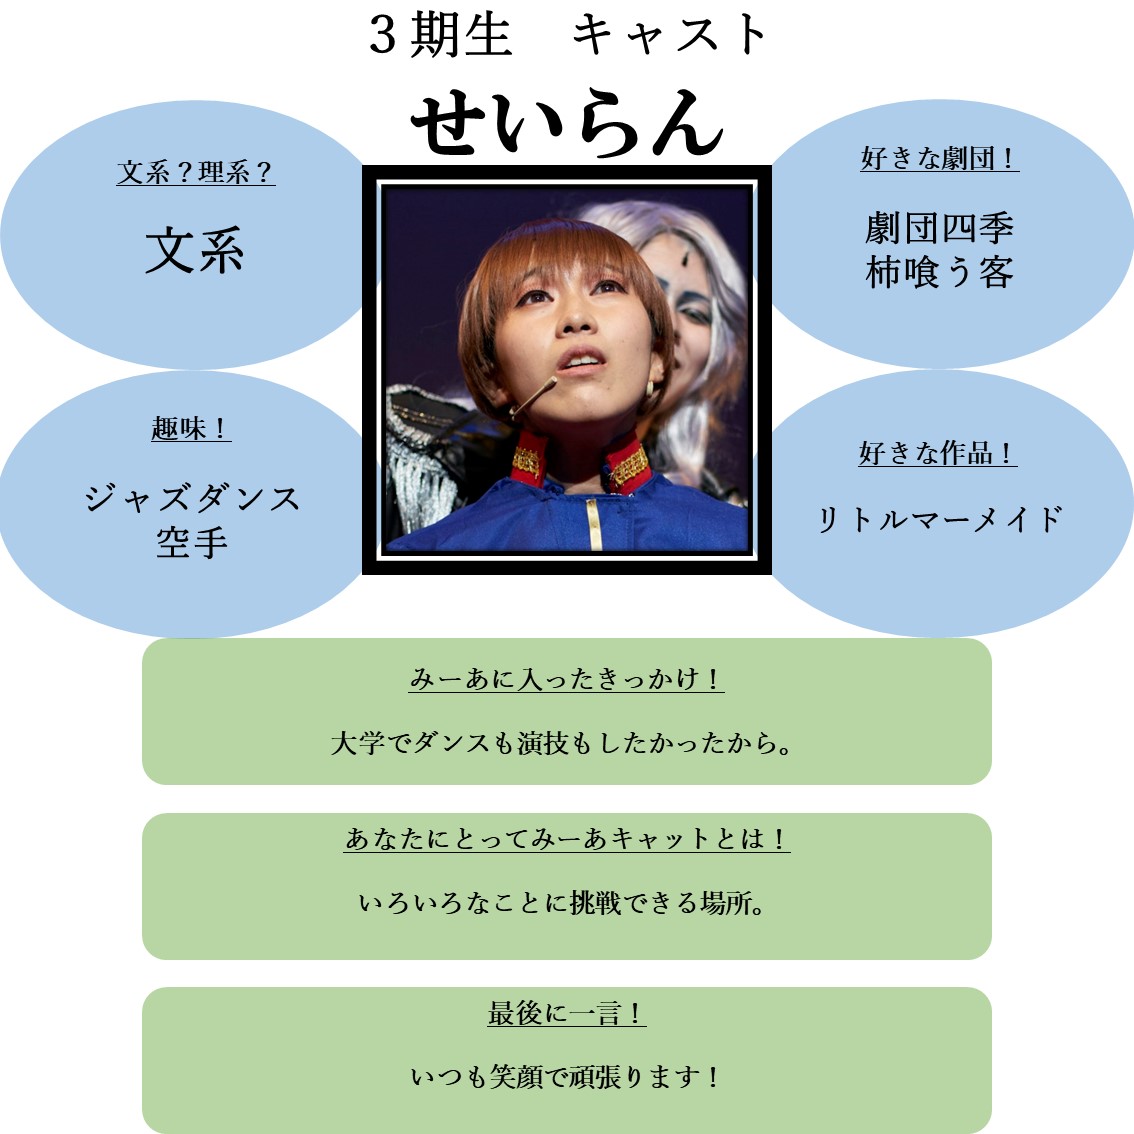 ３期生　キャスト
せいらん
文系？理系？
文系
好きな劇団！
劇団四季
柿喰う客
趣味！
ジャズダンス
空手
好きな作品！
リトルマーメイド
みーあに入ったきっかけ！
大学でダンスも演技もしたかったから。
あなたにとってみーあキャットとは！
いろいろなことに挑戦できる場所。
最後に一言！
いつも笑顔で頑張ります！